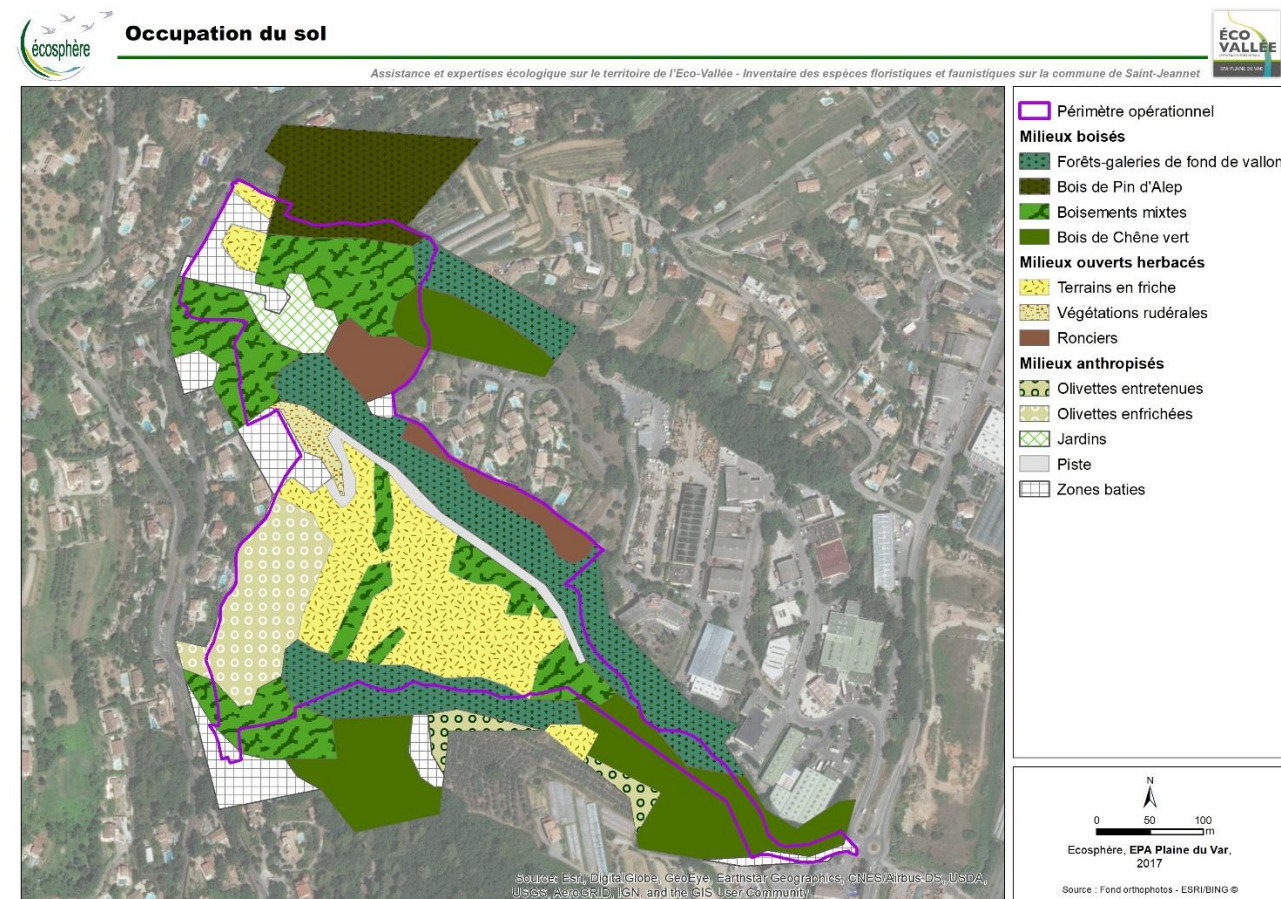 écosphère
Occupation du sol
ÉCO
VALLÉE
EPA PLAINE DU VAR
Assistance et expertises écologique sur le territoire de l'Eco-Vallée - Inventaire des espèces floristiques et faunistiques sur la commune de Saint-Jeannet
Périmètre opérationnel
Milieux boisés
Forêts-galeries de fond de vallon
Bois de Pin d'Alep
Boisements mixtes
Bois de Chêne vert
Milieux ouverts herbacés
Terrains en friche
Végétations rudérales
Ronciers
Milieux anthropisés
Olivettes entretenues
Olivettes enfrichées
Jardins
Piste
Zones baties
N
0 50 100
m
Ecosphère, EPA Plaine du Var,
2017
Source : Fond orthophotos - ESRI/BING ©
Source: Esri, DigitalGlobe, GeoEye, Earthstar Geographics, CNES/Airbus DS, USDA,
USGS, AeroGRID, IGN, and the GIS User Community